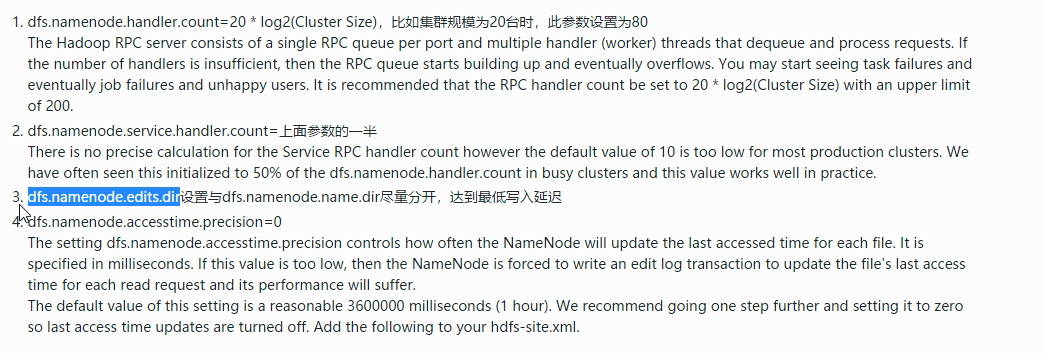 1. dfs.namenode.handler.count=20 * log2(Cluster Size)，比如集群规模为20台时，此参数设置为80
The Hadoop RPC server consists of a single RPC queue per port and multiple handler (worker) threads that dequeue and process requests. If
the number of handlers is insufficient, then the RPC queue starts building up and eventually overflows. You may start seeing task failures and
eventually job failures and unhappy users. It is recommended that the RPC handler count be set to 20 * log2(Cluster Size) with an upper limit
of 200.
2. dfs.namenode.service.handler.count=上面参数的一半
There is no precise calculation for the Service RPC handler count however the default value of 10 is too low for most production clusters. We
have often seen this initialized to 50% of the dfs.namenode.handler.count in busy clusters and this value works well in practice.
3. dfs.namenode.edits.dir设置与dfs.namenode.name.dir尽量分开，达到最低写入延迟
4. dfs.namenode.accesstime.precision=0
The setting dfs.namenode.accesstime.precision controls how often the NameNode will update the last accessed time for each file. It is
specified in milliseconds. If this value is too low, then the NameNode is forced to write an edit log transaction to update the file's last access
time for each read request and its performance will suffer.
The default value of this setting is a reasonable 3600000 milliseconds (1 hour). We recommend going one step further and setting it to zero
so last access time updates are turned off. Add the following to your hdfs-site.xml.